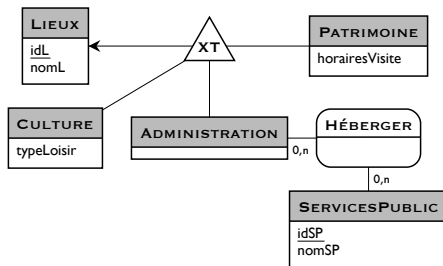 LIEUX
idL
nomL
XT
PATRIMOINE
horairesVisite
CULTURE
typeLoisir
ADMINISTRATION
0,n
HÉBERGER
0,n
SERVICESPUBLIC
idSP
nomSP